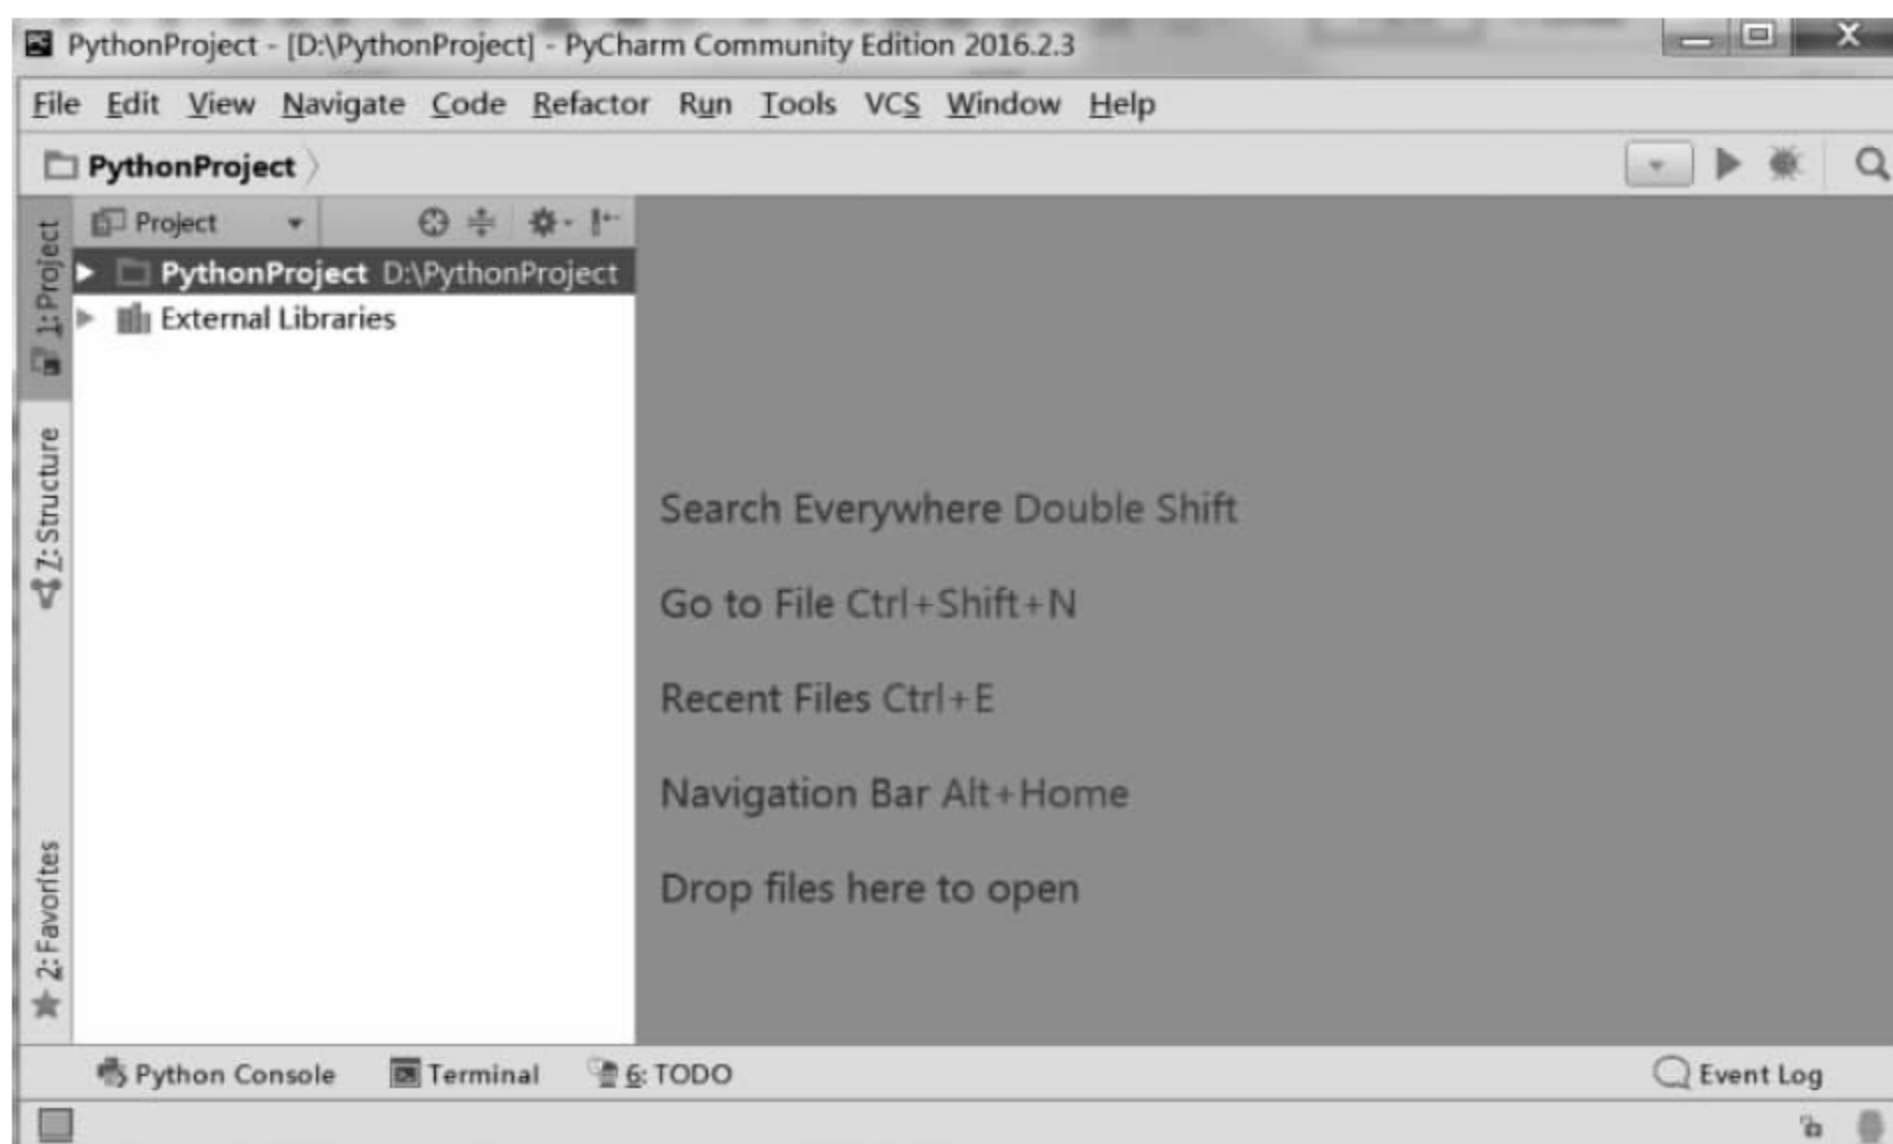 PythonProject - [D:\PythonProject] - PyCharm Community Edition 2016.2.3
File Edit View Navigate Code Refactor Run Tools VCS Window Help
PythonProject
Project
PythonProject D:\PythonProject
External Libraries
1: Project
7: Structure
2: Favorites
Search Everywhere Double Shift
Go to File Ctrl+Shift+N
Recent Files Ctrl+E
Navigation Bar Alt+Home
Drop files here to open
Python Console Terminal 6: TODO Event Log